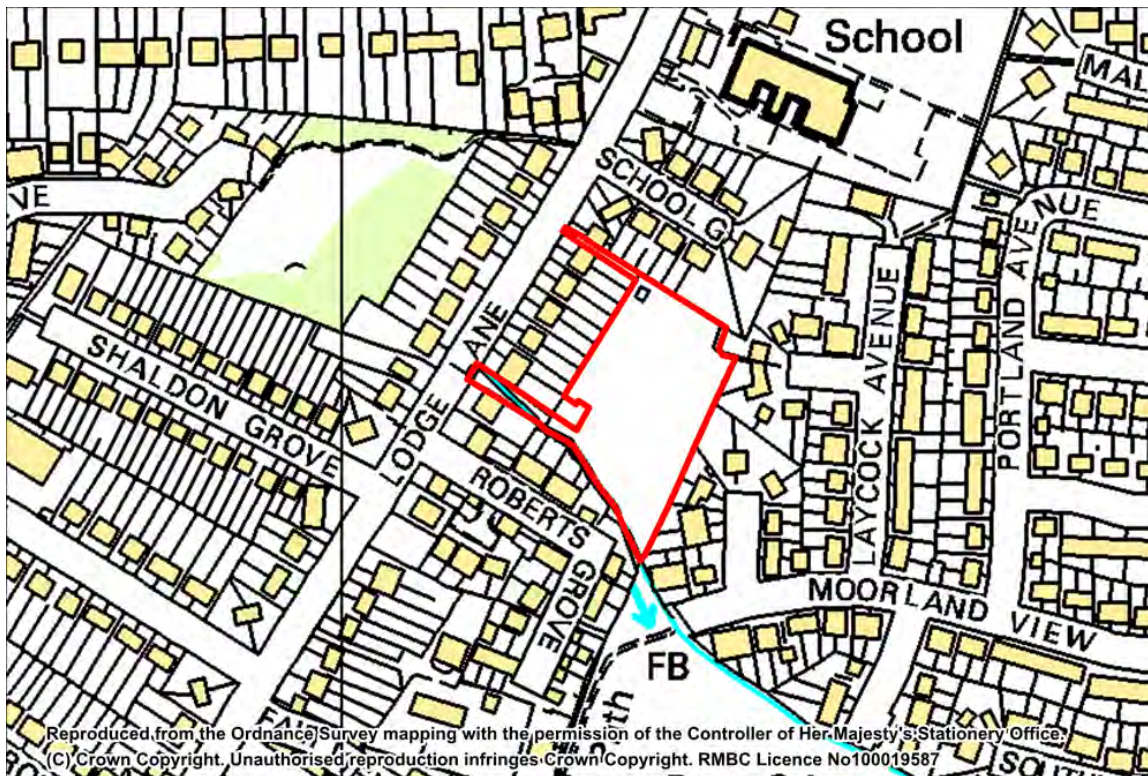 School
MAL
SCHOOL G
VE
PORTLAND AVENUE
AVENUE
LAYCOCK AVENUE
LODGE LANE
SHALDON GROVE
ROBERTS GROVE
MOORLAND VIEW
FB
Reproduced from the Ordnance Survey mapping with the permission of the Controller of Her Majesty's Stationery Office.
(C) Crown Copyright. Unauthorised reproduction infringes Crown Copyright. RMBC Licence No100019587